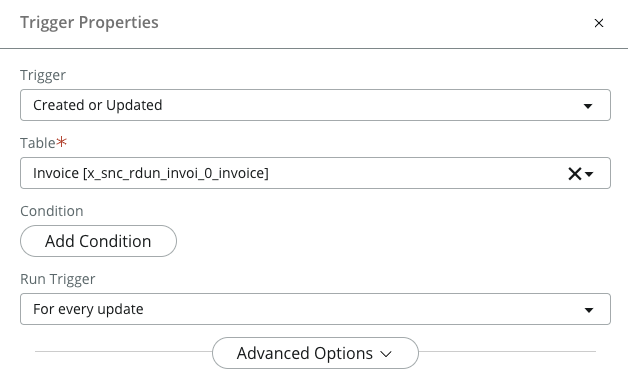 Trigger Properties
Trigger
Created or Updated
Table*
Invoice [x_snc_rdun_invoi_0_invoice]
Condition
Add Condition
Run Trigger
For every update
Advanced Options